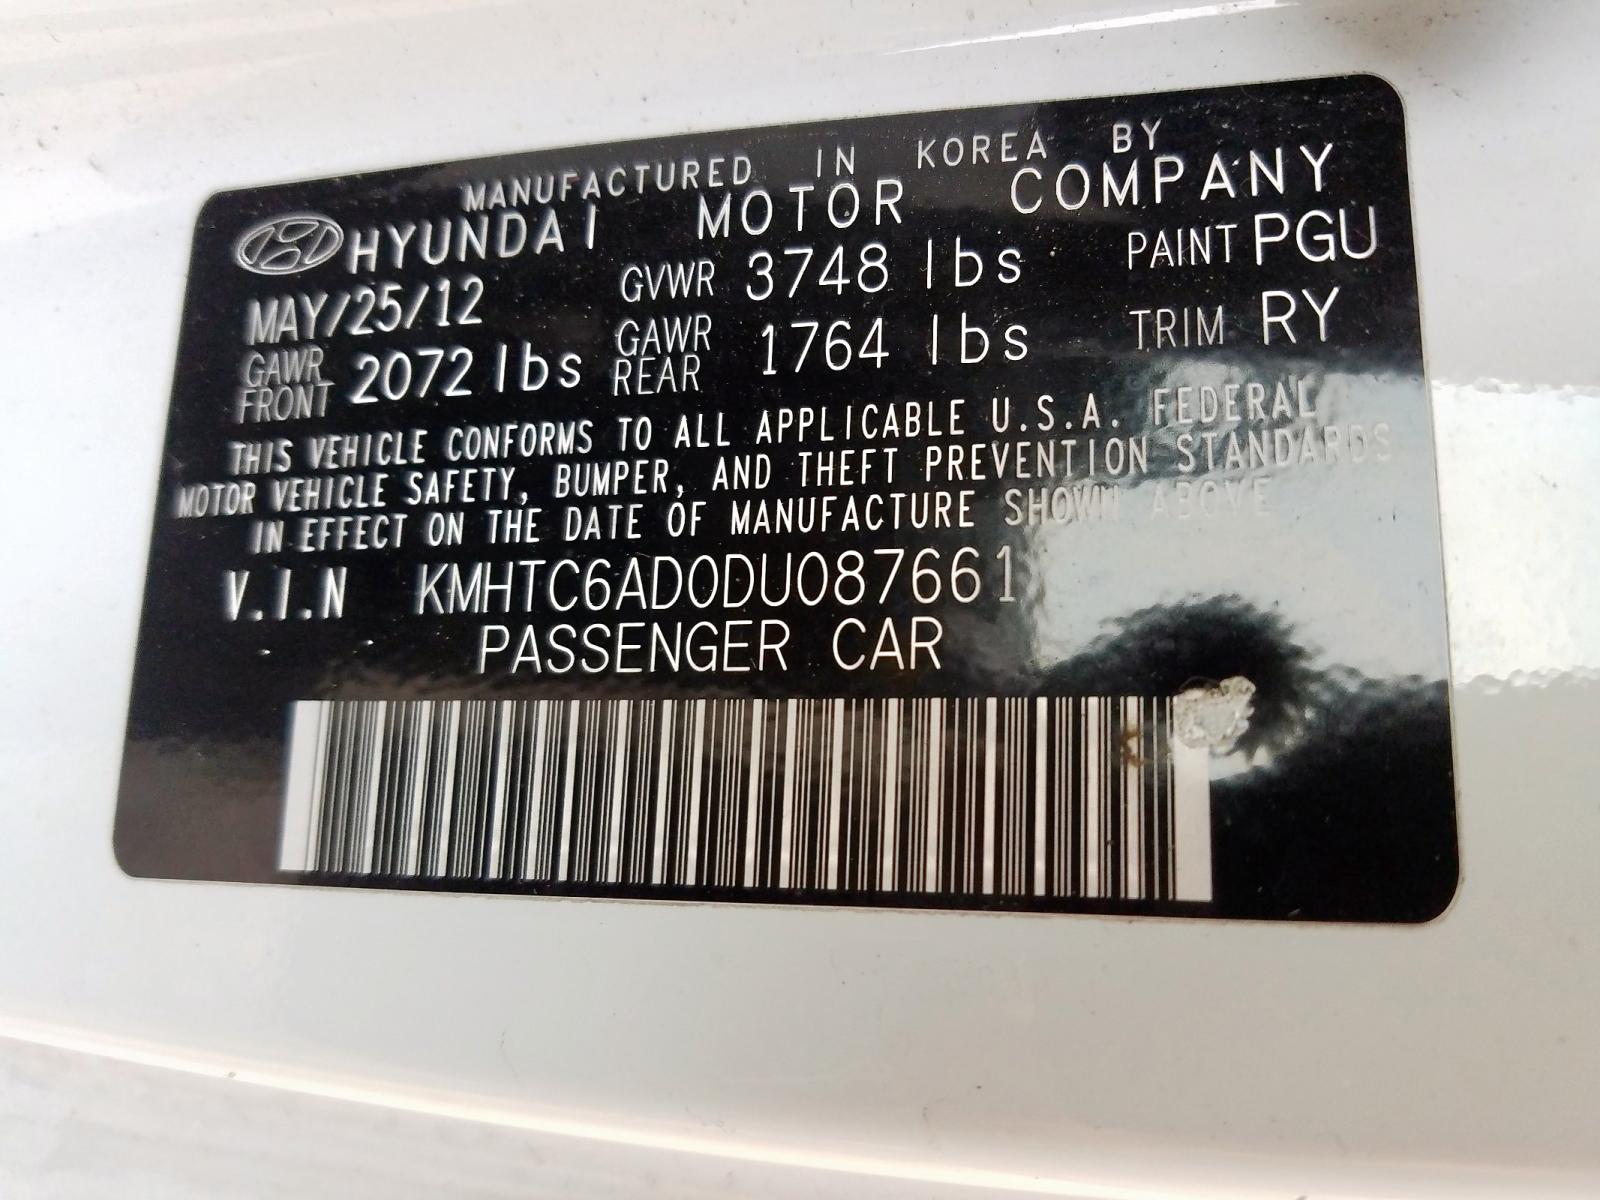 MANUFACTURED IN KOREA BY
HYUNDAI MOTOR COMPANY
MAY/25/12 GVWR 3748 lbs PAINT PGU
GAWR FRONT 2072 lbs GAWR REAR 1764 lbs TRIM RY
THIS VEHICLE CONFORMS TO ALL APPLICABLE U.S.A. FEDERAL
MOTOR VEHICLE SAFETY, BUMPER, AND THEFT PREVENTION STANDARDS
IN EFFECT ON THE DATE OF MANUFACTURE SHOWN ABOVE
V.I.N KMHTC6AD0DU087661
PASSENGER CAR